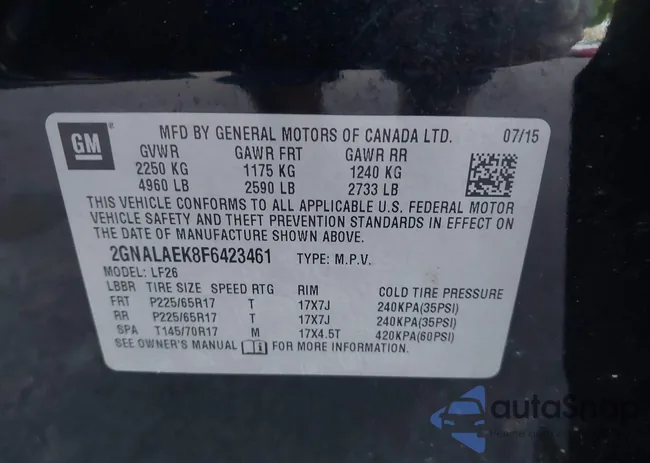 GM ®
MFD BY GENERAL MOTORS OF CANADA LTD. 07/15
GVWR GAWR FRT GAWR RR
2250 KG 1175 KG 1240 KG
4960 LB 2590 LB 2733 LB
THIS VEHICLE CONFORMS TO ALL APPLICABLE U.S. FEDERAL MOTOR
VEHICLE SAFETY AND THEFT PREVENTION STANDARDS IN EFFECT ON
THE DATE OF MANUFACTURE SHOWN ABOVE.
2GNALAEK8F6423461 TYPE: M.P.V.
MODEL: LF26
LBBR TIRE SIZE SPEED RTG RIM COLD TIRE PRESSURE
FRT P225/65R17 T 17X7J 240KPA(35PSI)
RR P225/65R17 T 17X7J 240KPA(35PSI)
SPA T145/70R17 M 17X4.5T 420KPA(60PSI)
SEE OWNER'S MANUAL FOR MORE INFORMATION.
autoSnap